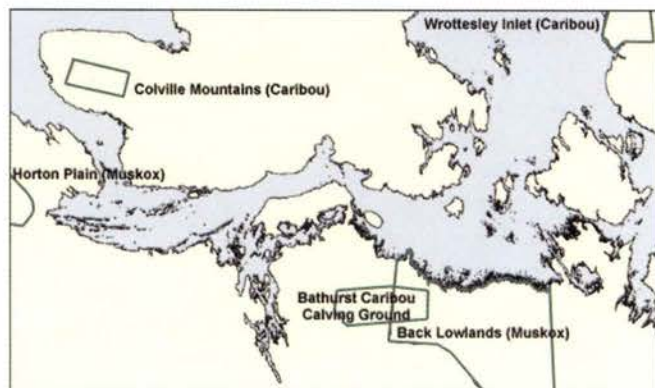 Wrottesley Inlet (Caribou)
Colville Mountains (Caribou)
Horton Plain (Muskox)
Bathurst Caribou
Calving Ground
Back Lowlands (Muskox)